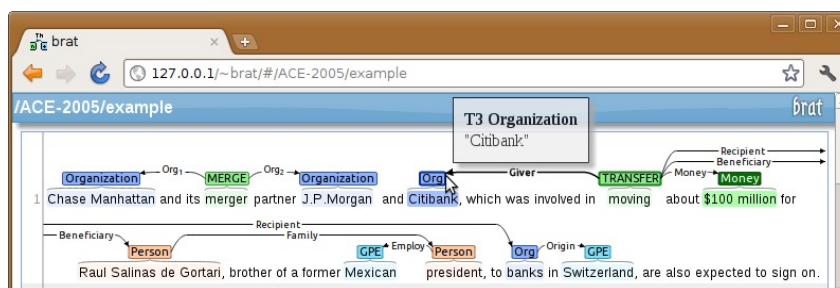 brat
127.0.0.1/~brat/#/ACE-2005/example
/ACE-2005/example
brat
T3 Organization
"Citibank"
Recipient
Beneficiary
Organization Org1 MERGE Org2 Organization Org Giver TRANSFER Money Money
1 Chase Manhattan and its merger partner J.P.Morgan and Citibank, which was involved in moving about $100 million for
Recipient
Beneficiary Family
Person GPE Employ Person Org Origin GPE
Raul Salinas de Gortari, brother of a former Mexican president, to banks in Switzerland, are also expected to sign on.